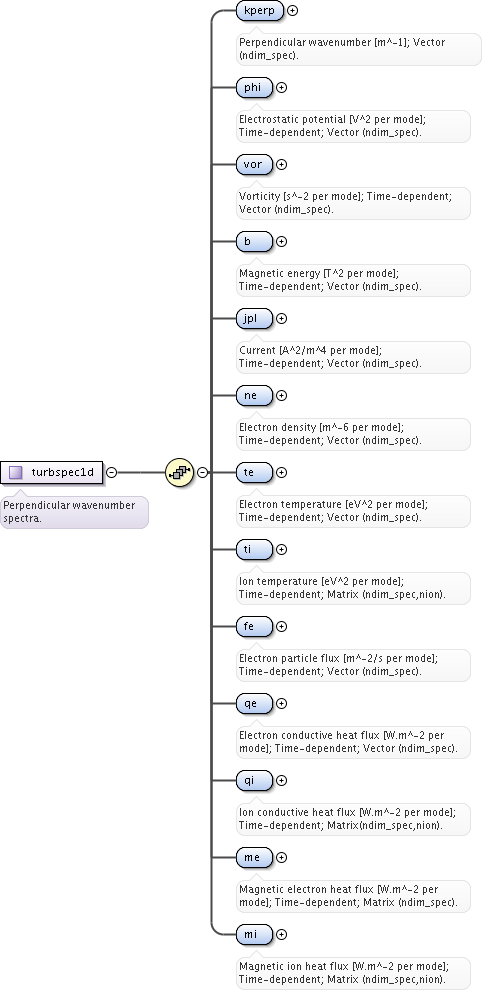 kperp
Perpendicular wavenumber [m^-1]; Vector
(ndim_spec).
phi
Electrostatic potential [V^2 per mode];
Time-dependent; Vector (ndim_spec).
vor
Vorticity [s^-2 per mode]; Time-dependent;
Vector (ndim_spec).
b
Magnetic energy [T^2 per mode];
Time-dependent; Vector (ndim_spec).
jpl
Current [A^2/m^4 per mode];
Time-dependent; Vector (ndim_spec).
ne
Electron density [m^-6 per mode];
Time-dependent; Vector (ndim_spec).
turbspec1d
Perpendicular wavenumber
spectra.
te
Electron temperature [eV^2 per mode];
Time-dependent; Vector (ndim_spec).
ti
Ion temperature [eV^2 per mode];
Time-dependent; Matrix (ndim_spec,nion).
fe
Electron particle flux [m^-2/s per mode];
Time-dependent; Vector (ndim_spec).
qe
Electron conductive heat flux [W.m^-2 per
mode]; Time-dependent; Vector (ndim_spec).
qi
Ion conductive heat flux [W.m^-2 per mode];
Time-dependent; Matrix(ndim_spec,nion).
me
Magnetic electron heat flux [W.m^-2 per
mode]; Time-dependent; Matrix (ndim_spec).
mi
Magnetic ion heat flux [W.m^-2 per mode];
Time-dependent; Matrix (ndim_spec,nion).